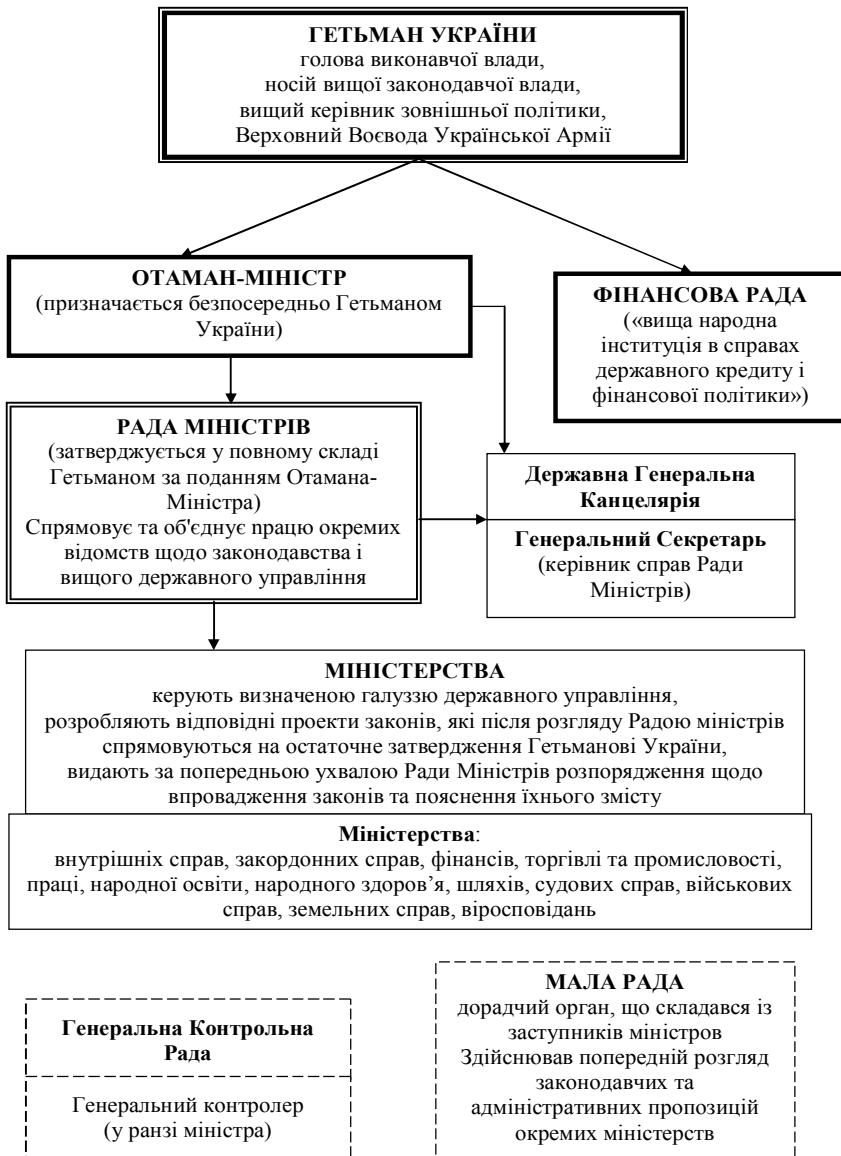 ГЕТЬМАН УКРАЇНИ
голова виконавчої влади,
носій вищої законодавчої влади,
вищий керівник зовнішньої політики,
Верховний Воєвода Української Армії
ОТАМАН-МІНІСТР
(призначається безпосередньо Гетьманом
України)
ФІНАНСОВА РАДА
(«вища народна
інституція в справах
державного кредиту і
фінансової політики»)
РАДА МІНІСТРІВ
(затверджується у повному складі
Гетьманом за поданням Отамана-
Міністра)
Спрямовує та об'єднує працю окремих
відомств щодо законодавства і
вищого державного управління
Державна Генеральна
Канцелярія
Генеральний Секретарь
(керівник справ Ради
Міністрів)
МІНІСТЕРСТВА
керують визначеною галуззю державного управління,
розробляють відповідні проекти законів, які після розгляду Радою міністрів
спрямовуються на остаточне затвердження Гетьманові України,
видають за попередньою ухвалою Ради Міністрів розпорядження щодо
впровадження законів та пояснення їхнього змісту
Міністерства:
внутрішніх справ, закордонних справ, фінансів, торгівлі та промисловості,
праці, народної освіти, народного здоров’я, шляхів, судових справ, військових
справ, земельних справ, віросповідань
Генеральна Контрольна
Рада
Генеральний контролер
(у ранзі міністра)
МАЛА РАДА
дорадчий орган, що складався із
заступників міністров
Здійснював попередній розгляд
законодавчих та
адміністративних пропозицій
окремих міністерств